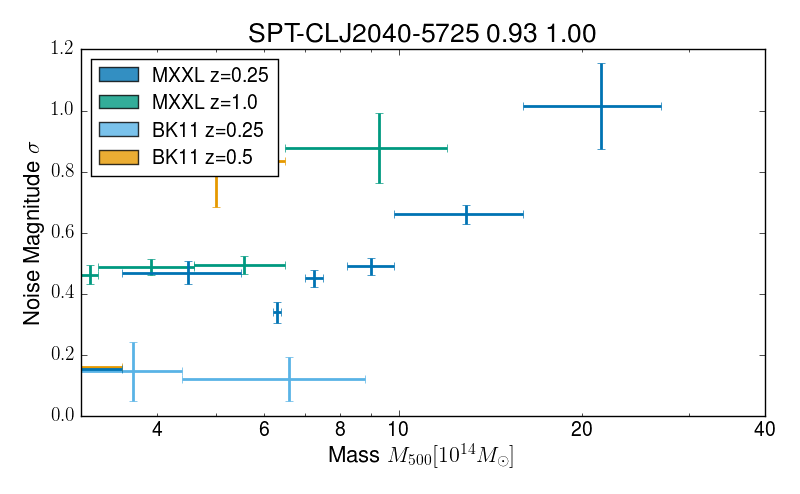 SPT-CLJ2040-5725 0.93 1.00
1.2
1.0
0.8
0.6
0.4
0.2
0.0
Noise Magnitude σ
MXXL z=0.25
MXXL z=1.0
BK11 z=0.25
BK11 z=0.5
4 6 8 10 20 40
Mass M₅₀₀[10¹⁴M☉]